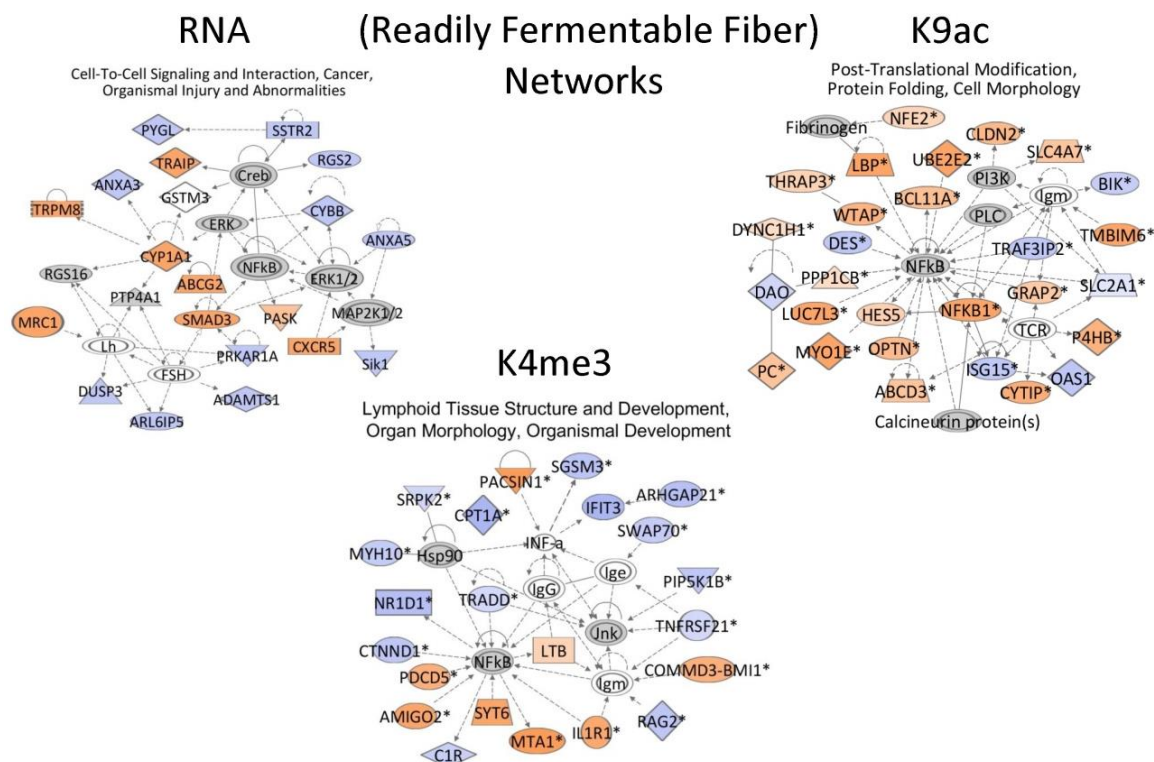 RNA
(Readily Fermentable Fiber)
Networks
K9ac
Cell-To-Cell Signaling and Interaction, Cancer,
Organismal Injury and Abnormalities
PYGL
SSTR2
TRAIP
RGS2
Creb
ANXA3
GSTM3
TRPM8
ERK
CYBB
ANXA5
CYP1A1
NFkB
RGS16
ABCG2
ERK1/2
PTP4A1
MRC1
SMAD3
PASK
MAP2K1/2
CXCR5
Lh
PRKAR1A
Sik1
FSH
DUSP3
ADAMTS1
ARL6IP5
Post-Translational Modification,
Protein Folding, Cell Morphology
Fibrinogen
NFE2*
CLDN2*
LBP*
UBE2E2*
SLC4A7*
THRAP3*
PI3K
BIK*
BCL11A*
Igm
WTAP*
PLC
DYNC1H1*
TMBIM6*
DES*
TRAF3IP2*
NFkB
PPP1CB*
DAO
SLC2A1*
GRAP2*
LUC7L3*
HES5
NFKB1*
TCR
P4HB*
MYO1E*
OPTN*
PC*
ISG15*
OAS1
ABCD3*
CYTIP*
Calcineurin protein(s)
K4me3
Lymphoid Tissue Structure and Development,
Organ Morphology, Organismal Development
PACSIN1*
SGSM3*
SRPK2*
CPT1A*
IFIT3
ARHGAP21*
SWAP70*
INF-a
MYH10*
Hsp90
Ige
IgG
PIP5K1B*
NR1D1*
TRADD*
TNFRSF21*
Jnk
CTNND1*
LTB
NFkB
PDCD5*
COMMD3-BMI1*
Igm
AMIGO2*
SYT6
RAG2*
MTA1*
IL1R1*
C1R